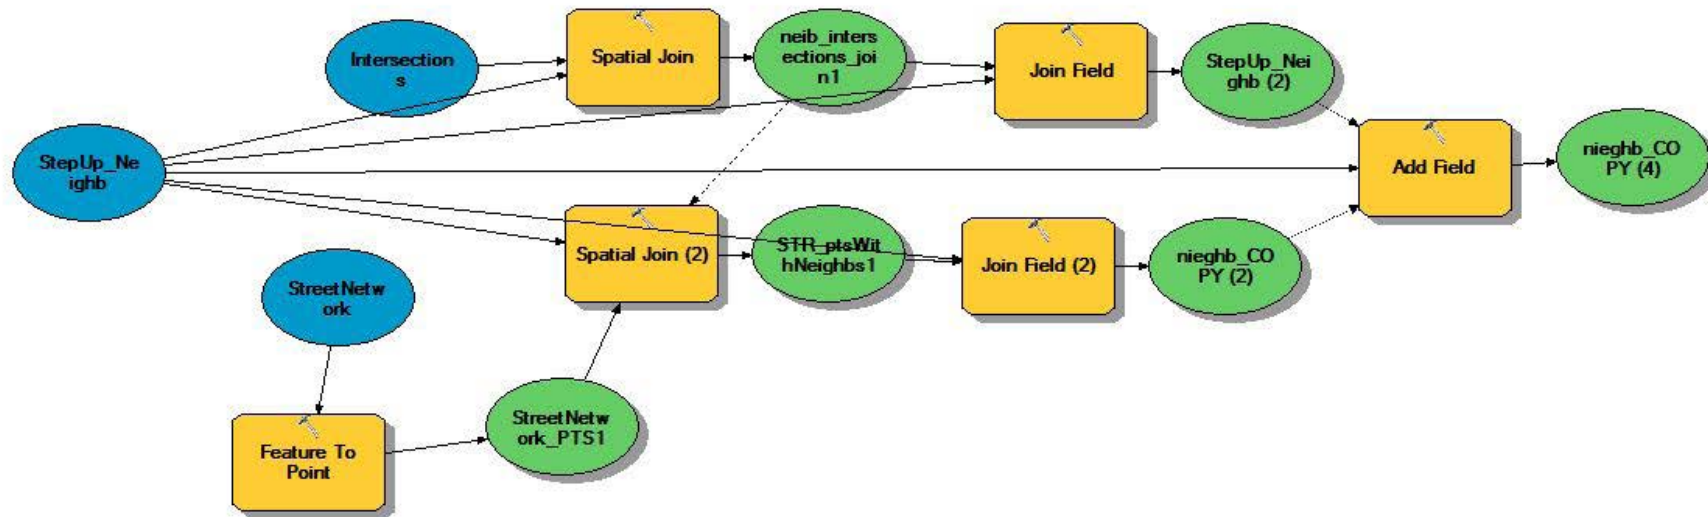 Intersection
s
Spatial Join
neib_inters
ections_joi
n1
Join Field
StepUp_Nei
ghb (2)
StepUp_Ne
ighb
Add Field
nieghb_CO
PY (4)
Spatial Join (2)
STR_ptsWit
hNeighbs1
Join Field (2)
nieghb_CO
PY (2)
StreetNetw
ork
Feature To
Point
StreetNetw
ork_PTS1